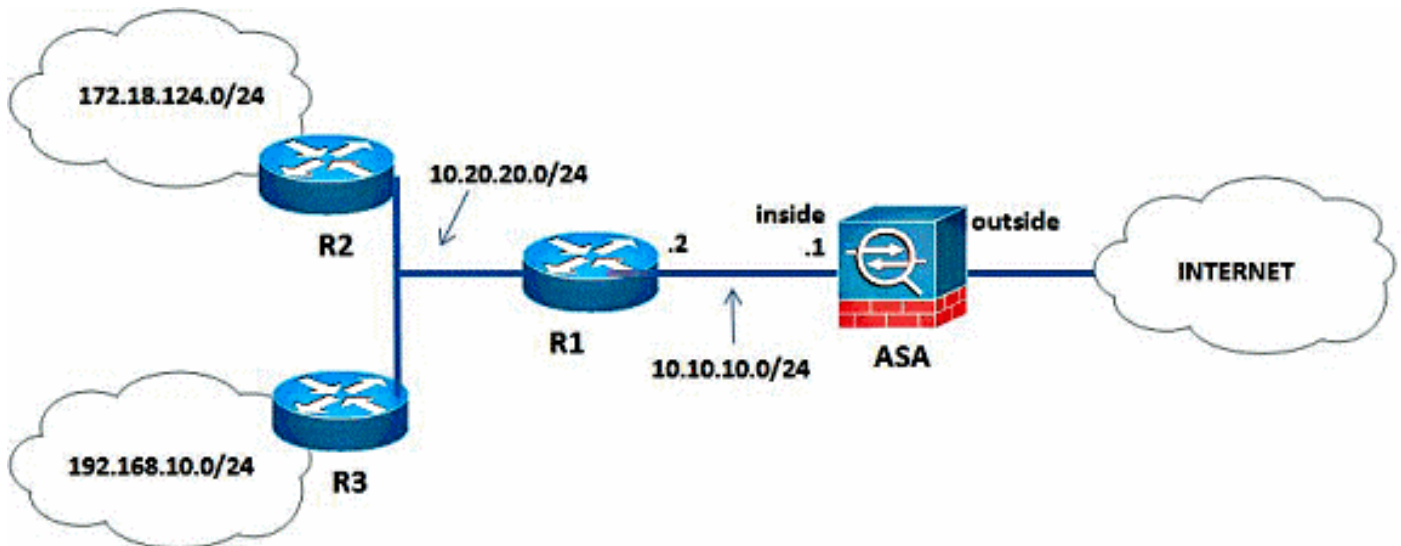 172.18.124.0/24
R2
10.20.20.0/24
R1
.2
10.10.10.0/24
inside
.1
outside
ASA
INTERNET
192.168.10.0/24
R3